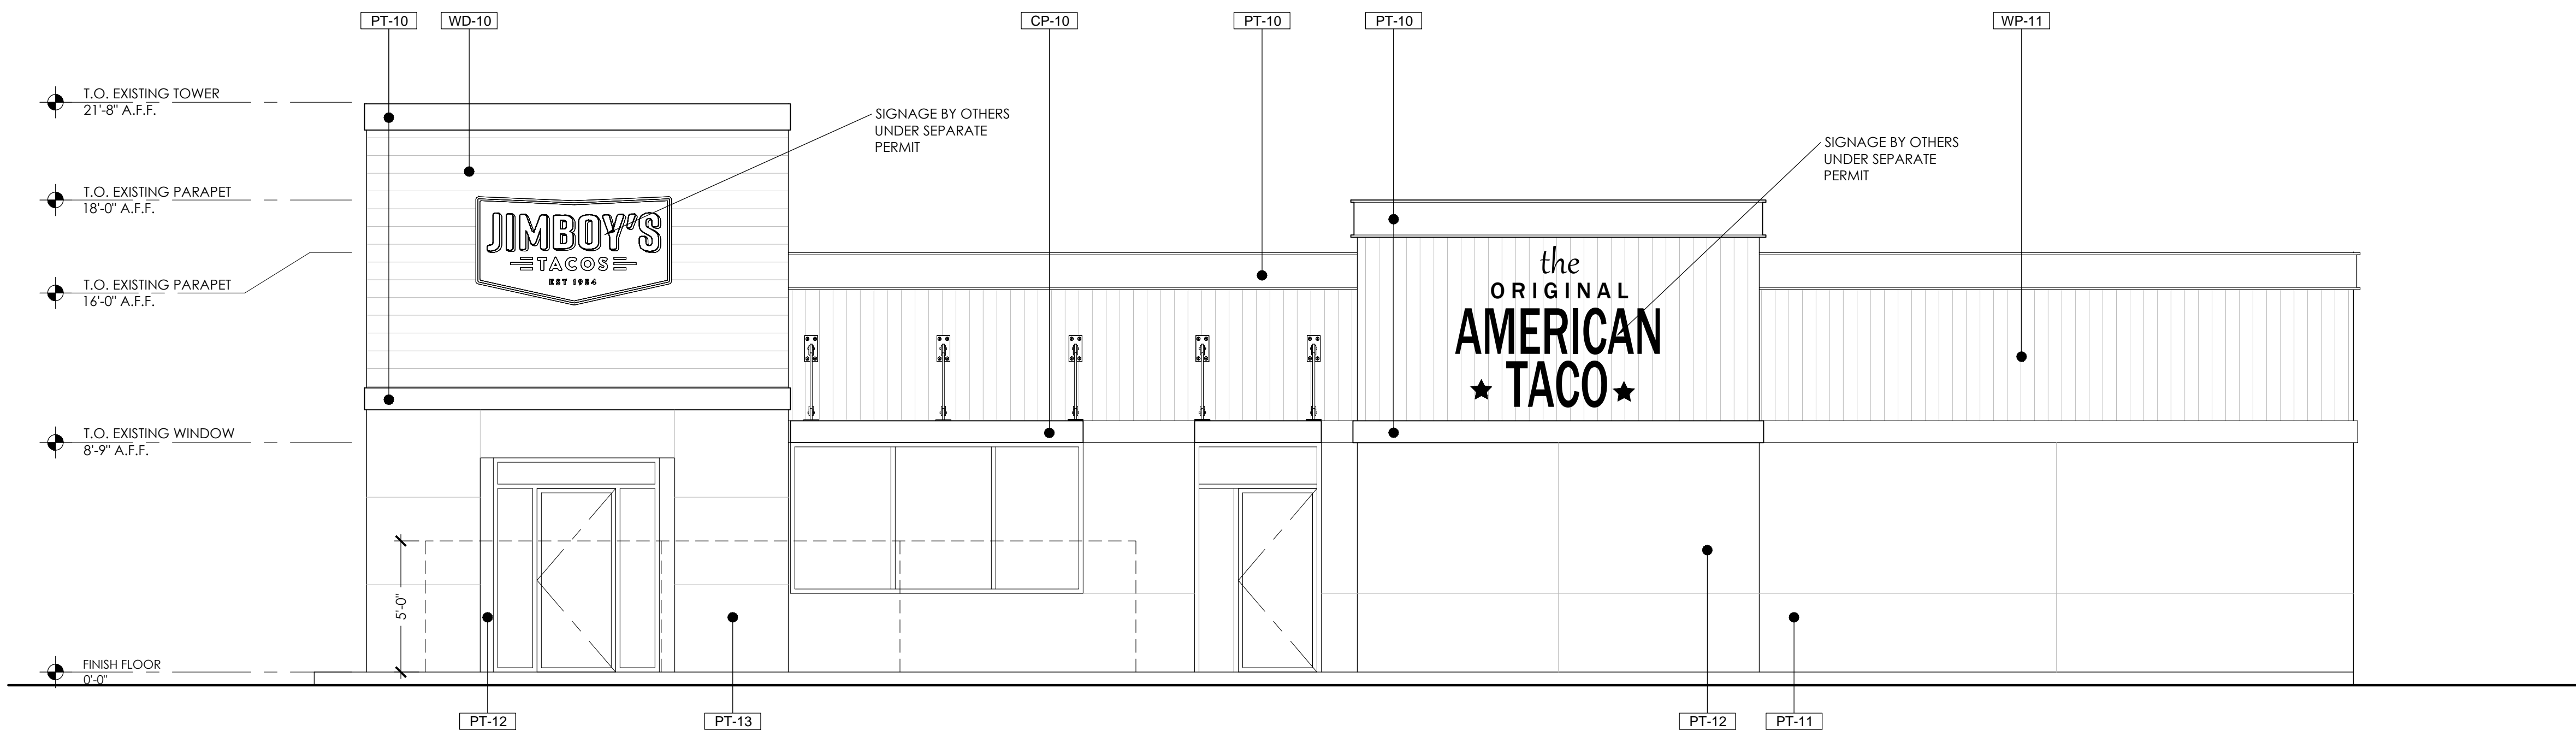 PT-10
WD-10
CP-10
PT-10
PT-10
WP-11
T.O. EXISTING TOWER
21'-8" A.F.F.
SIGNAGE BY OTHERS
UNDER SEPARATE
PERMIT
SIGNAGE BY OTHERS
UNDER SEPARATE
PERMIT
T.O. EXISTING PARAPET
18'-0" A.F.F.
JIMBOY'S
TACOS
EST 1954
T.O. EXISTING PARAPET
16'-0" A.F.F.
the
ORIGINAL
AMERICAN
TACO
T.O. EXISTING WINDOW
8'-9" A.F.F.
5'-0"
FINISH FLOOR
0'-0"
PT-12
PT-13
PT-12
PT-11